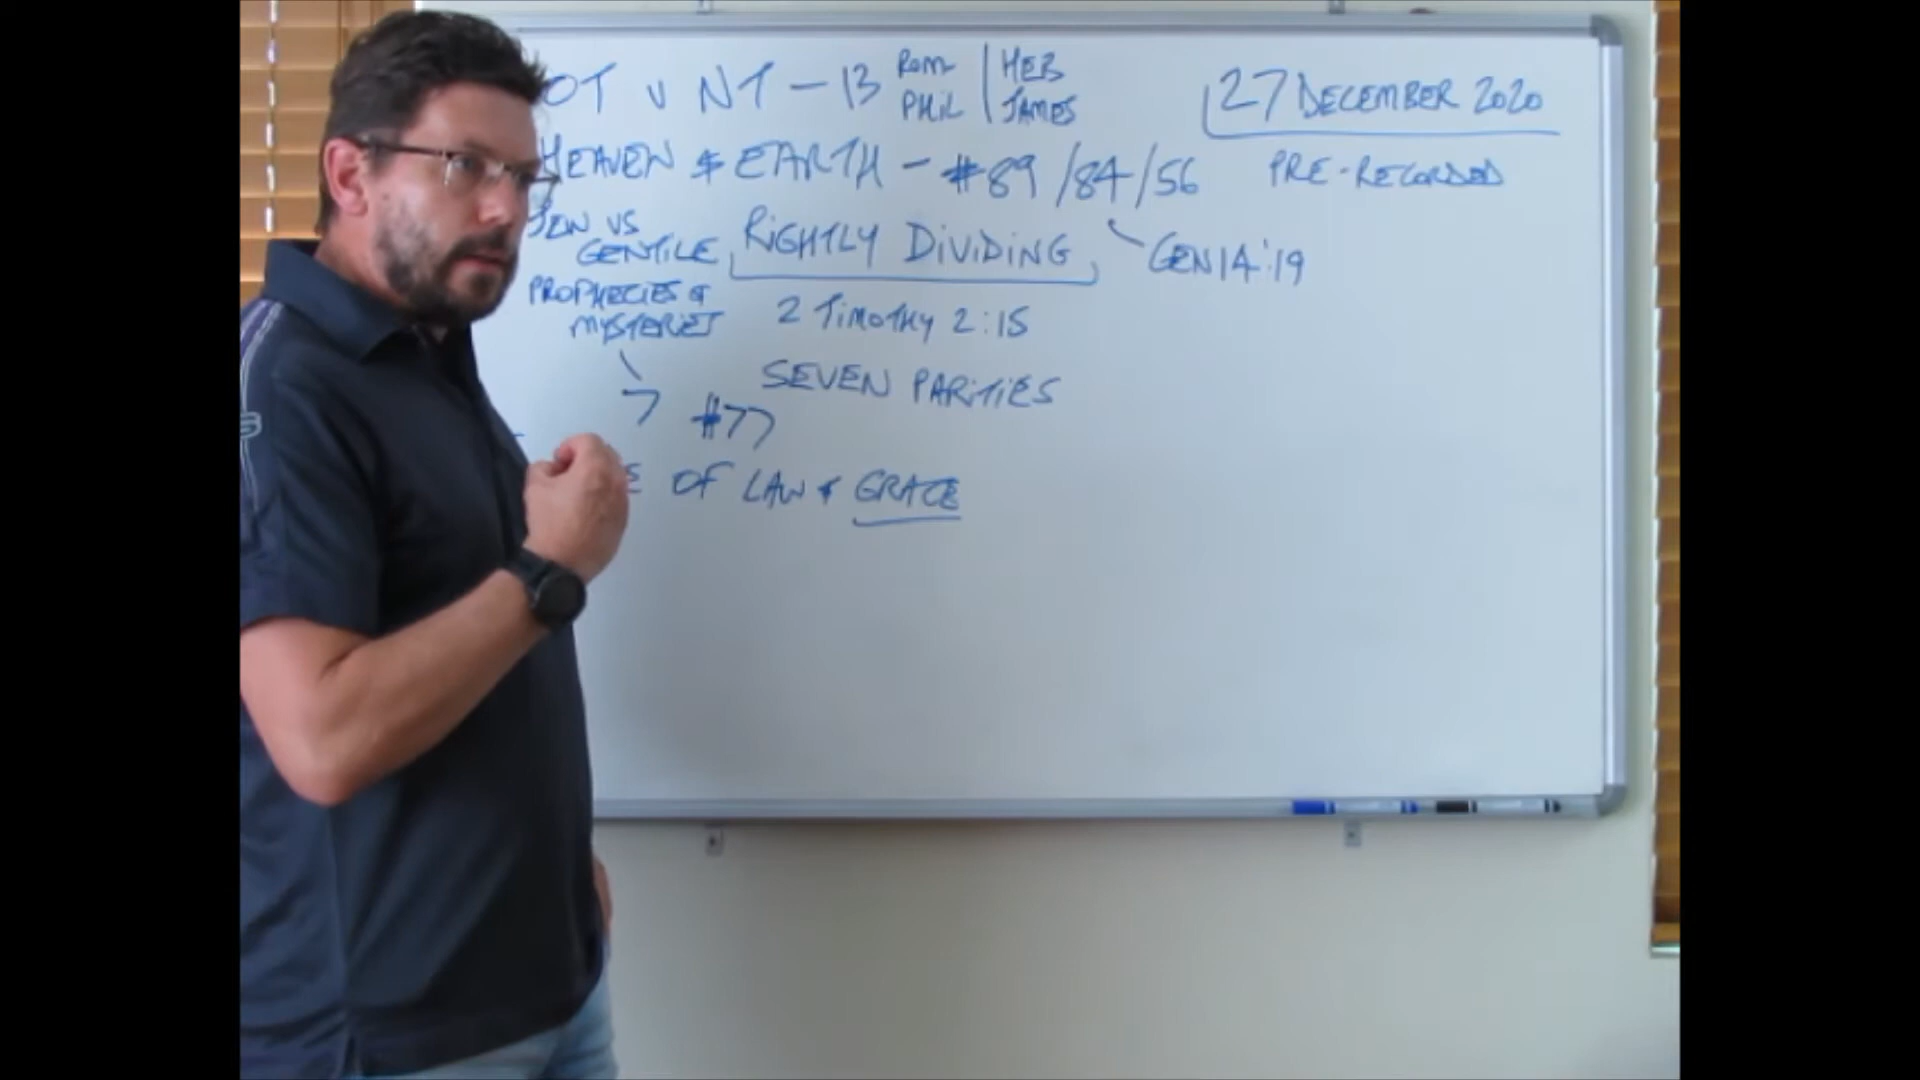 OT v NT - 13 ROM PHIL | HEB JAMES
27 DECEMBER 2020
HEAVEN & EARTH - #89/84/56
PRE-RECORDED
JEW VS
GENTILE
RIGHTLY DIVIDING
GEN 14:19
PROPHECIES &
MYSTERIES
2 TIMOTHY 2:15
SEVEN PARITIES
7 #77
OF LAW & GRACE